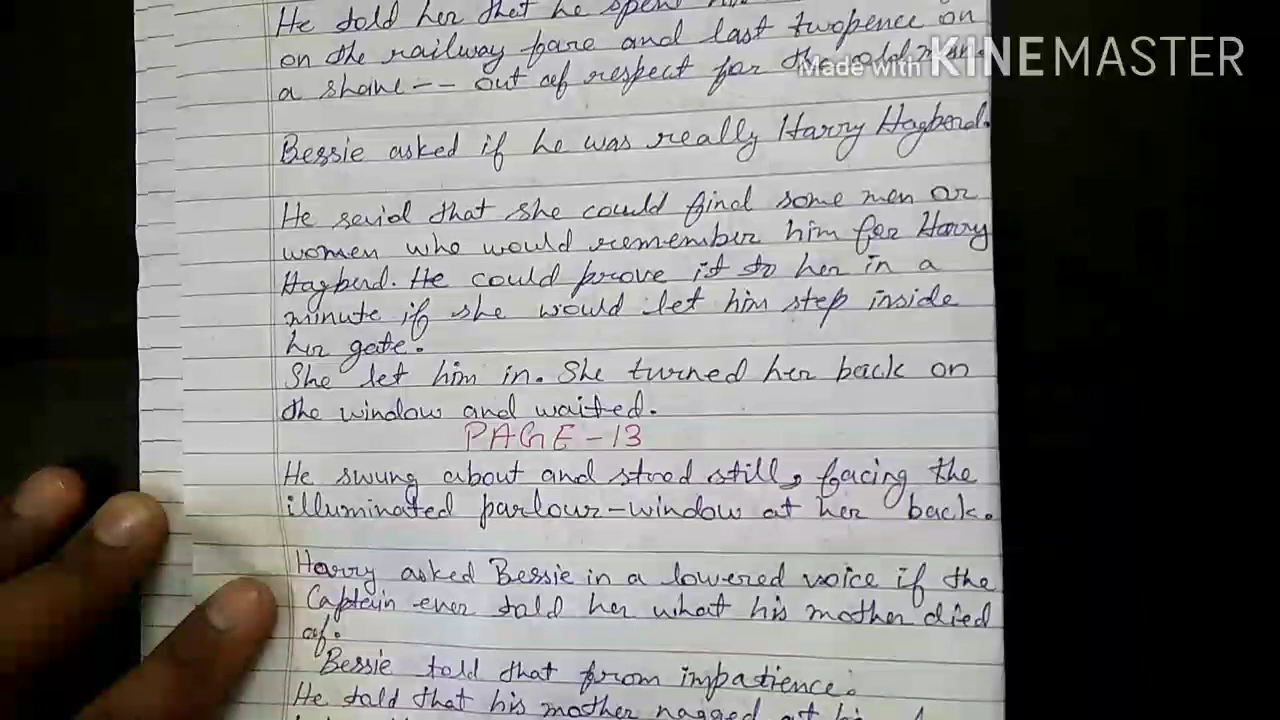 He told her that he spent
on the railway fare and last twopence on
a shave-- out of respect for the old man
Made with KINEMASTER
Bessie asked if he was really Harry Hagberd.
He said that she could find some men or
women who would remember him for Harry
Hagberd. He could prove it to her in a
minute if she would let him step inside
her gate.
She let him in. She turned her back on
the window and waited.
PAGE-13
He swung about and stood still, facing the
illuminated parlour-window at her back.
Harry asked Bessie in a lowered voice if the
Captain ever told her what his mother died
of.
Bessie told that from impatience.
He told that his mother nagged at his